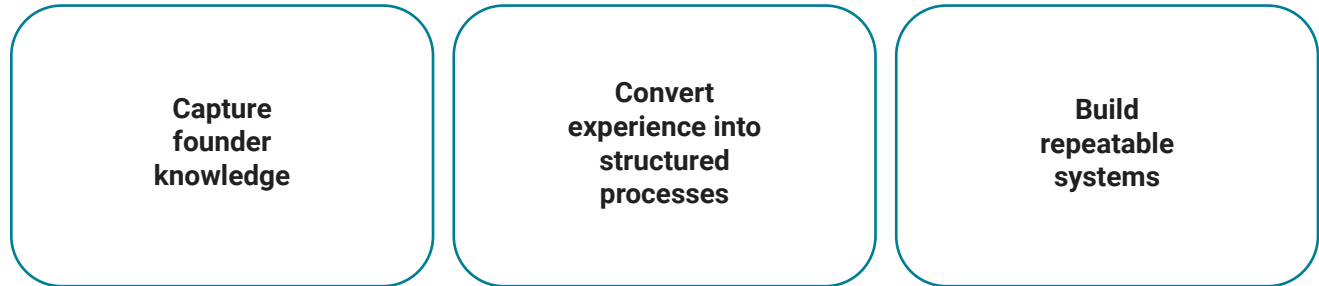 Capture
founder
knowledge
Convert
experience into
structured
processes
Build
repeatable
systems